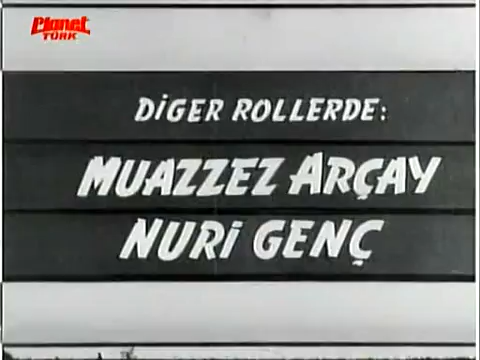 Planet
TÜRK
DİGER ROLLERDE:
MUAZZEZ ARÇAY
NURİ GENÇ